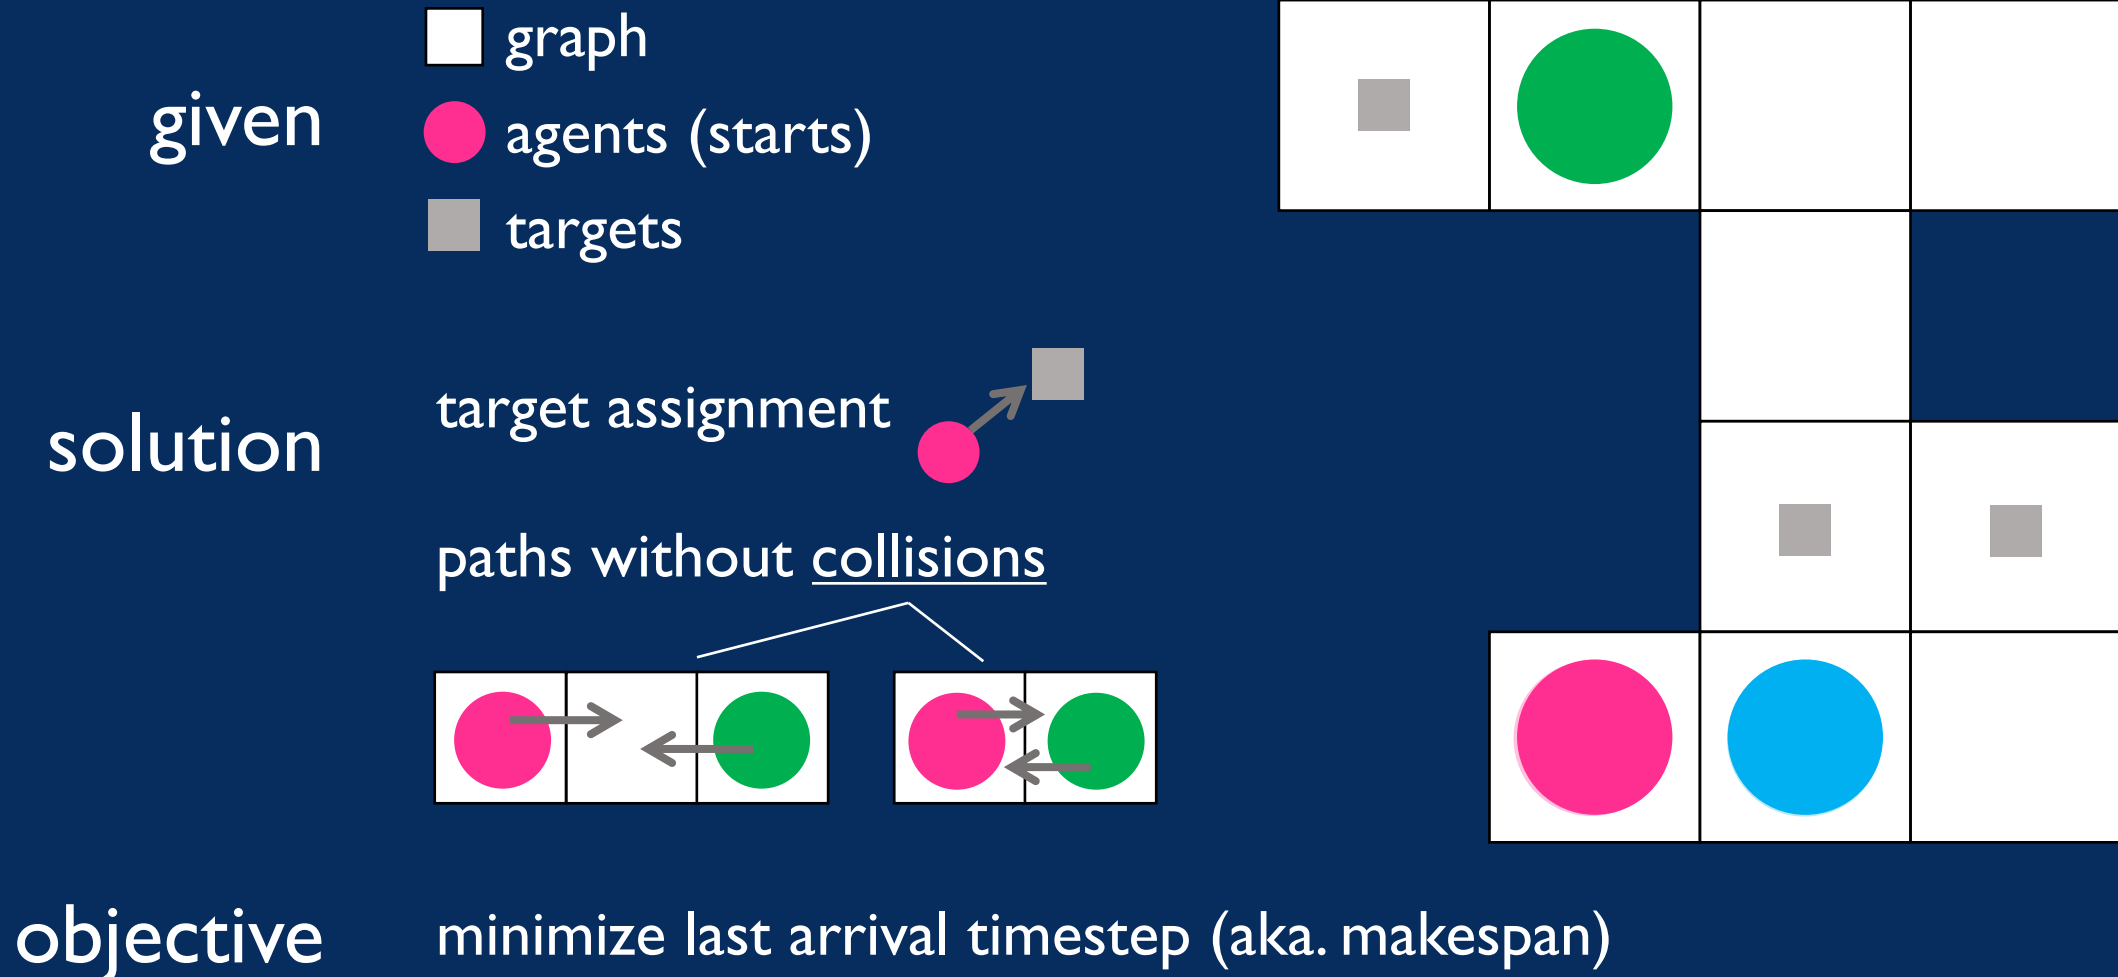 given
graph
agents (starts)
targets
solution
target assignment
paths without collisions
objective
minimize last arrival timestep (aka. makespan)